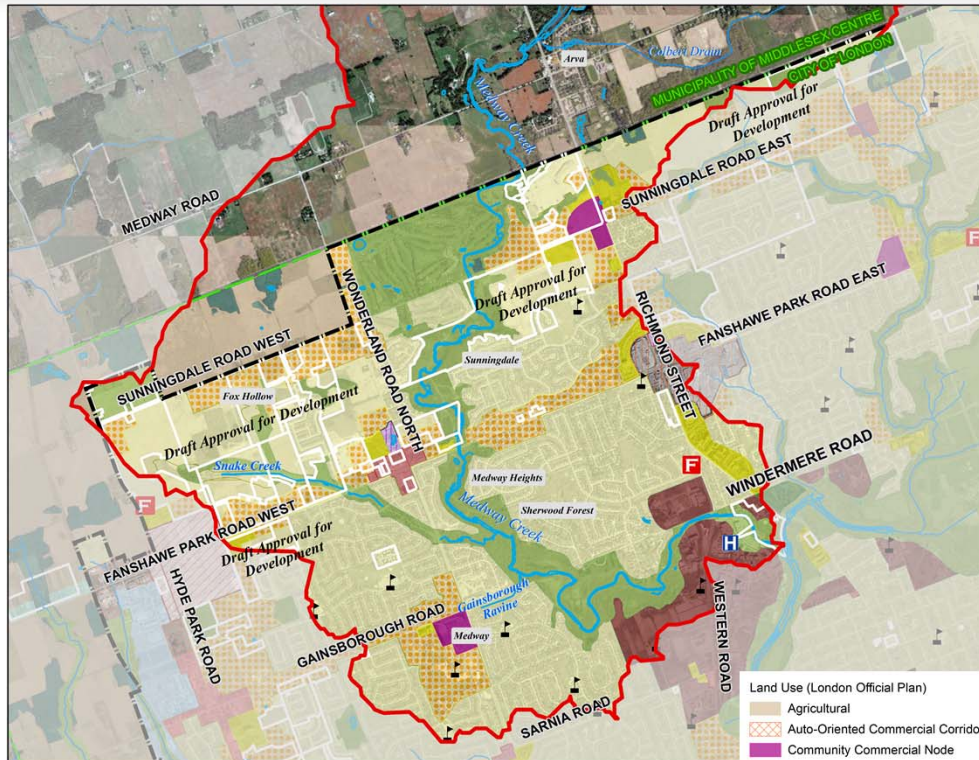 Colbert Drain
Arva
MUNICIPALITY OF MIDDLESEX CENTRE
CITY OF LONDON
Medway Creek
Draft Approval for
Development
MEDWAY ROAD
SUNNINGDALE ROAD EAST
F
WONDERLAND ROAD NORTH
Draft Approval for
Development
RICHMOND STREET
FANSHAWE PARK ROAD EAST
SUNNINGDALE ROAD WEST
Sunningdale
Fox Hollow
Draft Approval for Development
Snake Creek
Medway Heights
F
WINDERMERE ROAD
F
Sherwood Forest
Medway Creek
FANSHAWE PARK ROAD WEST
Draft Approval for
Development
H
HYDE PARK ROAD
Gainsborough
Ravine
GAINSBOROUGH ROAD
Medway
WESTERN ROAD
SARNIA ROAD
Land Use (London Official Plan)
Agricultural
Auto-Oriented Commercial Corrido
Community Commercial Node